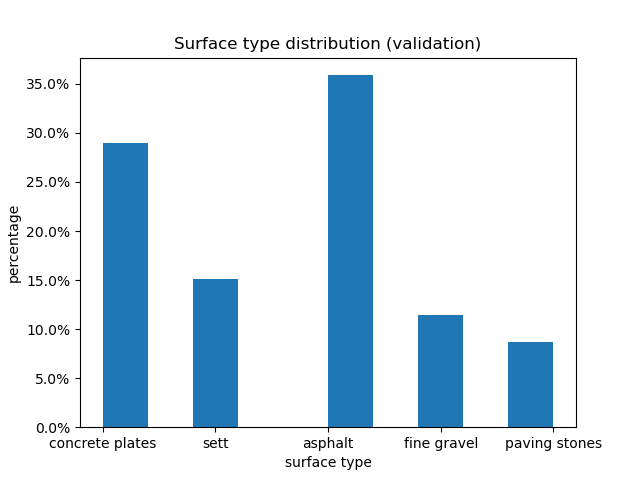 Surface type distribution (validation)
35.0%
30.0%
25.0%
20.0%
15.0%
10.0%
5.0%
0.0%
percentage
concrete plates sett asphalt fine gravel paving stones
surface type